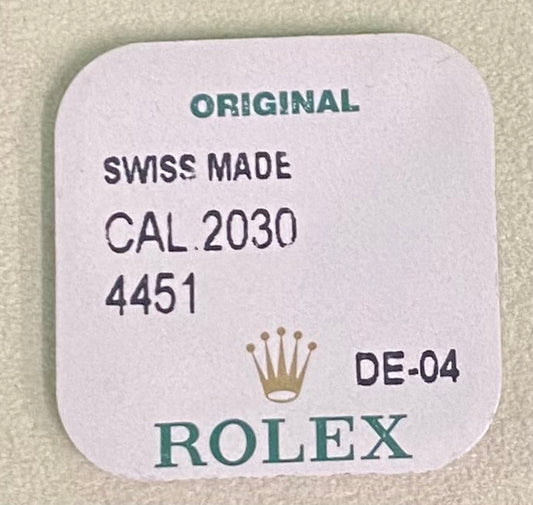 ORIGINAL
SWISS MADE
CAL.2030
4451
DE-04
ROLEX